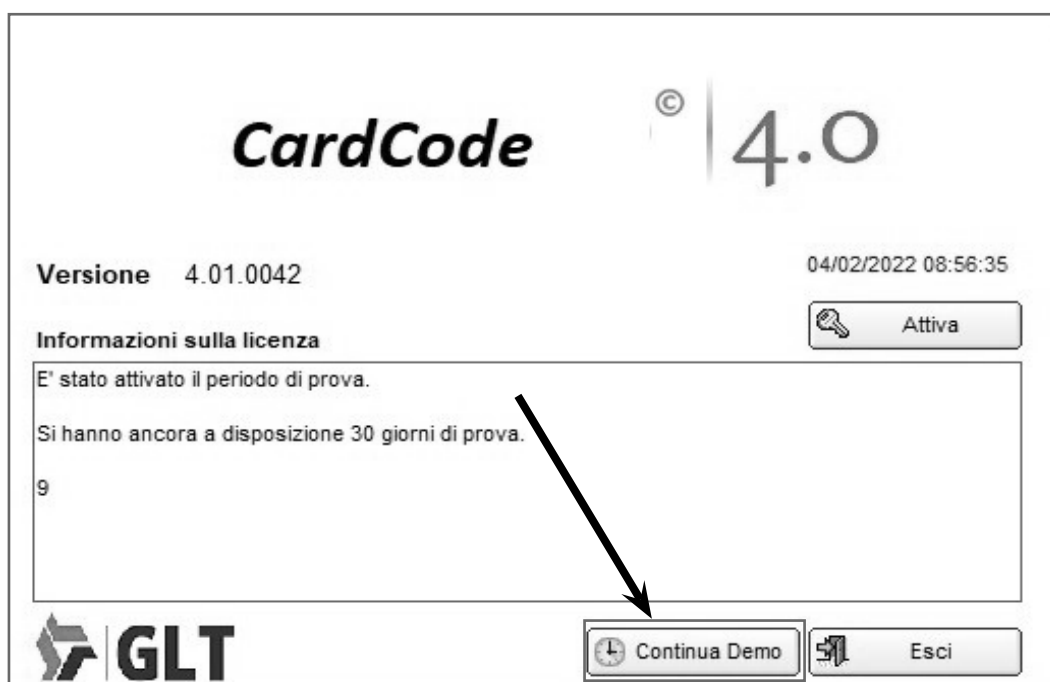 CardCode © 4.0
Versione 4.01.0042
04/02/2022 08:56:35
Attiva
Informazioni sulla licenza
E' stato attivato il periodo di prova.
Si hanno ancora a disposizione 30 giorni di prova.
9
GLT
Continua Demo
Esci